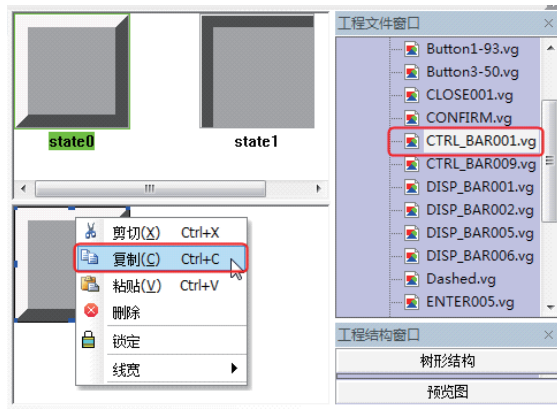 state0
state1
剪切(X) Ctrl+X
复制(C) Ctrl+C
粘贴(V) Ctrl+V
删除
锁定
线宽
工程文件窗口
Button1-93.vg
Button3-50.vg
CLOSE001.vg
CONFIRM.vg
CTRL_BAR001.vg
CTRL_BAR009.vg
DISP_BAR001.vg
DISP_BAR002.vg
DISP_BAR005.vg
DISP_BAR006.vg
Dashed.vg
ENTER005.vg
工程结构窗口
树形结构
预览图